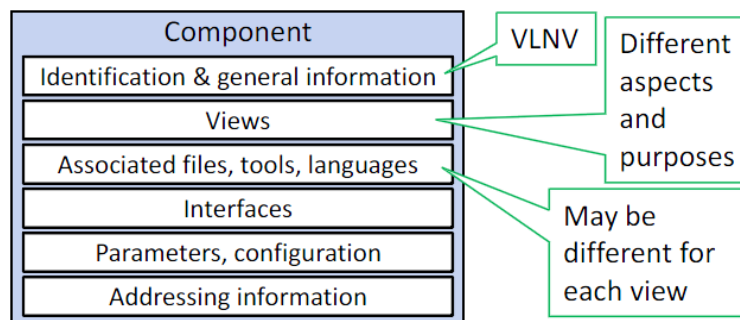 Component
Identification & general information
Views
Associated files, tools, languages
Interfaces
Parameters, configuration
Addressing information
VLNV
Different
aspects
and
purposes
May be
different for
each view